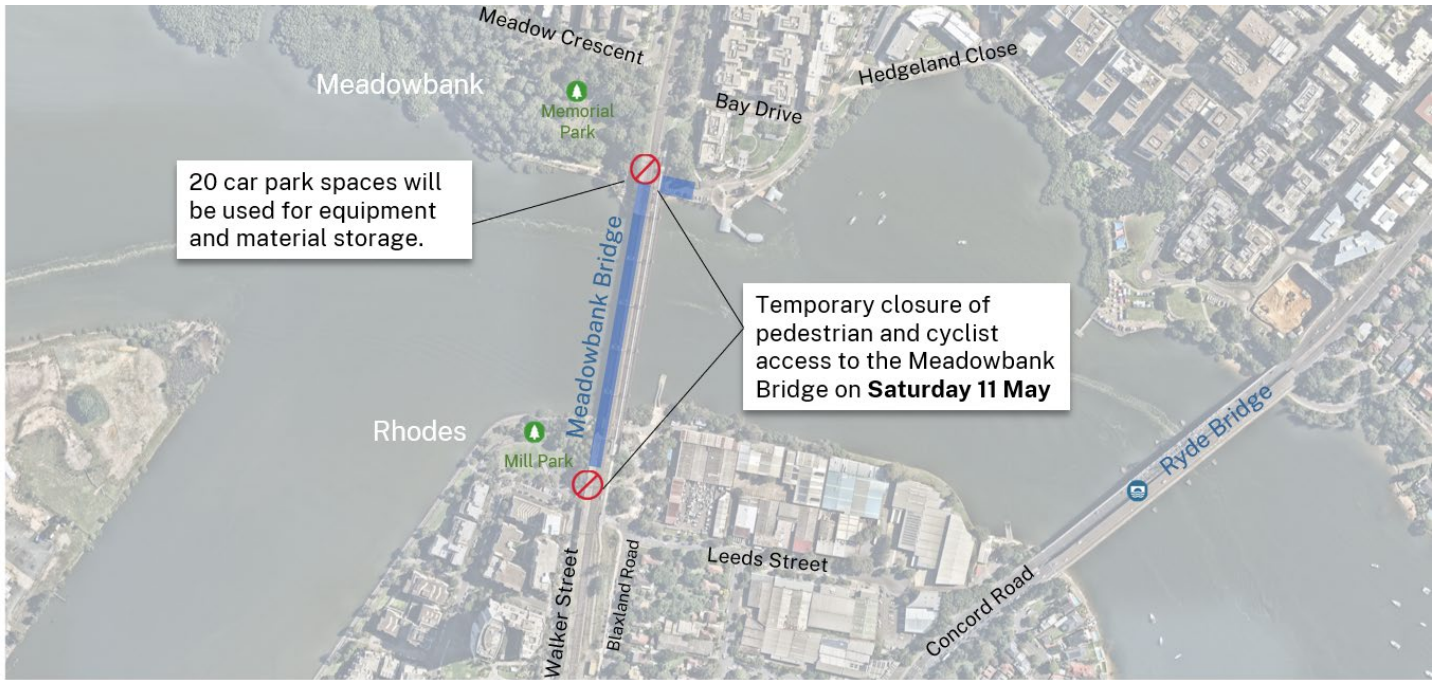 Meadow Crescent
Hedgeland Close
Meadowbank
Memorial
Park
Bay Drive
20 car park spaces will
be used for equipment
and material storage.
Meadowbank Bridge
Temporary closure of
pedestrian and cyclist
access to the Meadowbank
Bridge on Saturday 11 May
Rhodes
Mill Park
Ryde Bridge
Leeds Street
Walker Street
Blaxland Road
Concord Road